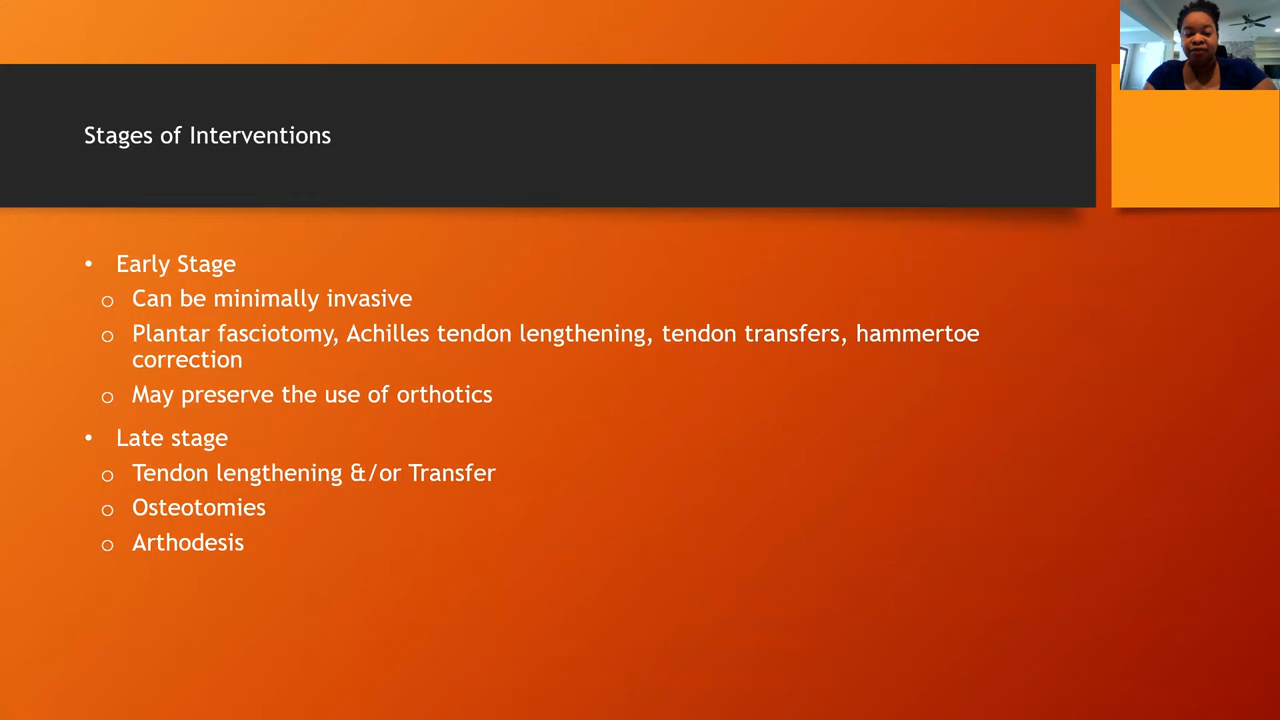 Stages of Interventions
• Early Stage
o Can be minimally invasive
o Plantar fasciotomy, Achilles tendon lengthening, tendon transfers, hammertoe
correction
o May preserve the use of orthotics
• Late stage
o Tendon lengthening &/or Transfer
o Osteotomies
o Arthodesis